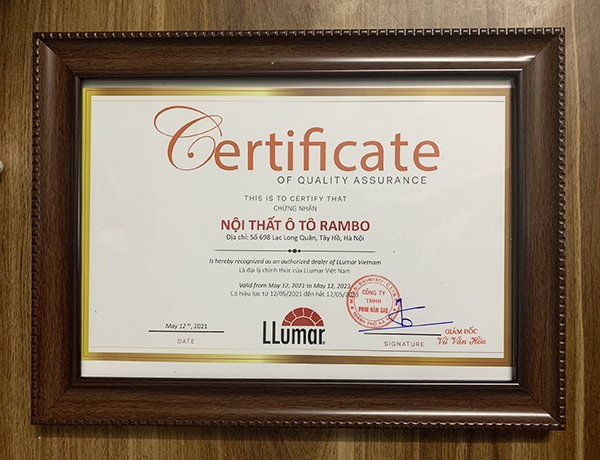 Certificate
OF QUALITY ASSURANCE
THIS IS TO CERTIFY THAT
CHỨNG NHẬN
NỘI THẤT Ô TÔ RAMBO
Địa chỉ: Số 698 Lạc Long Quân, Tây Hồ, Hà Nội
Is hereby recognized as an authorized dealer of LLumar Vietnam
Là đại lý chính thức của LLumar Việt Nam
Valid from May 12, 2021 to May 12, 2023
Có hiệu lực từ 12/05/2021 đến hết 12/05/
CÔNG TY
TNHH
PHIM NĂM SAO
May 12th, 2021
DATE
LLumar
SIGNATURE
GIÁM ĐỐC
Vũ Văn Hòa